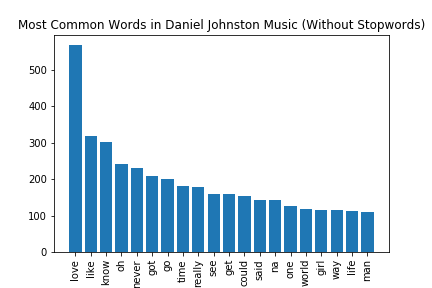 Most Common Words in Daniel Johnston Music (Without Stopwords)
500
400
300
200
100
0
love
like
know
oh
never
got
go
time
really
see
get
could
said
na
one
world
girl
way
life
man